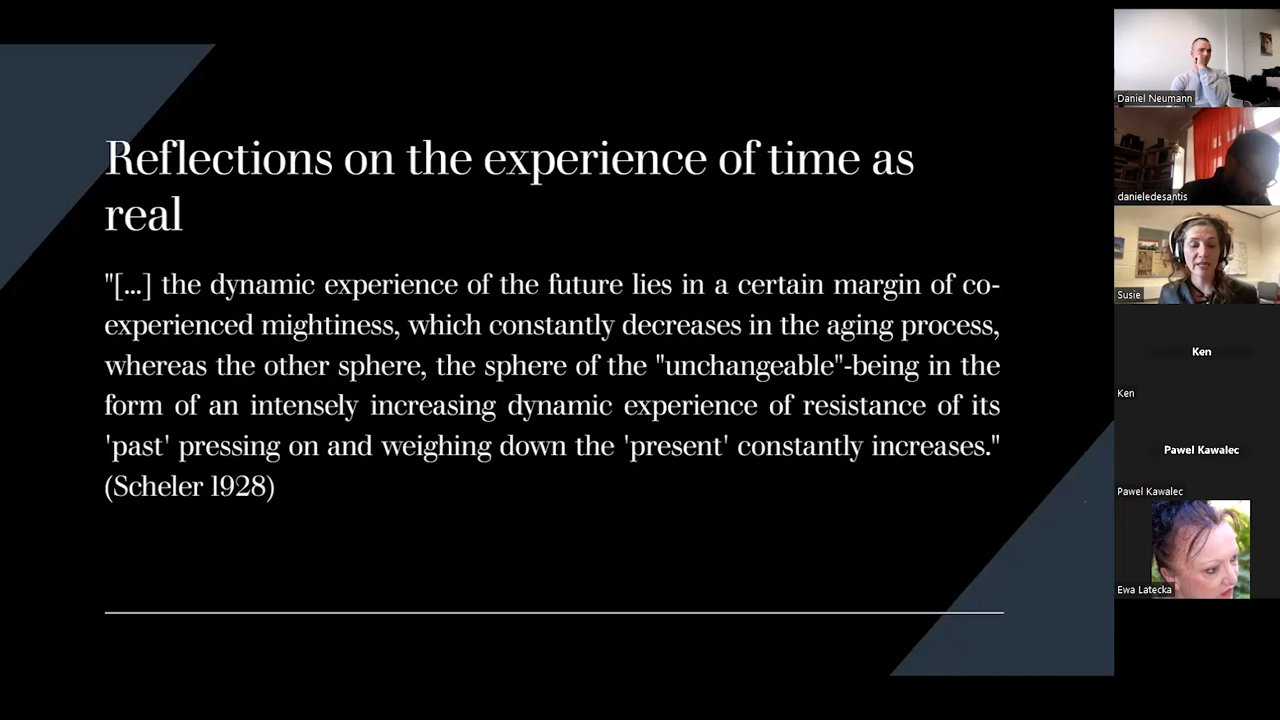 Reflections on the experience of time as
real
"[...] the dynamic experience of the future lies in a certain margin of co-
experienced mightiness, which constantly decreases in the aging process,
whereas the other sphere, the sphere of the "unchangeable"-being in the
form of an intensely increasing dynamic experience of resistance of its
'past' pressing on and weighing down the 'present' constantly increases."
(Scheler 1928)
Daniel Neumann
danieledesantis
Susie
Ken
Ken
Pawel Kawalec
Pawel Kawalec
Ewa Latecka